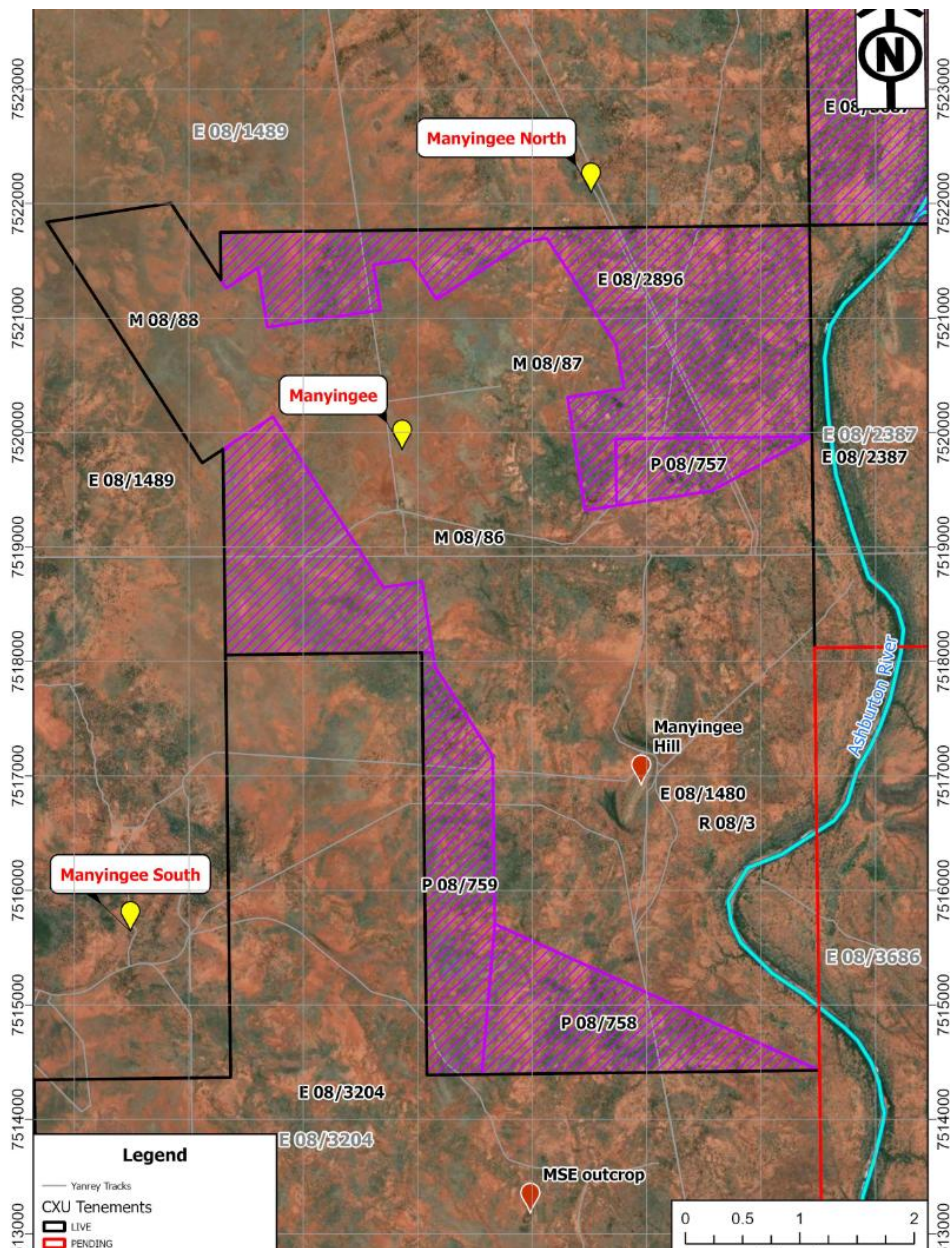 N
7523000
7523000
E 08/1489
Manyingee North
7522000
7522000
E 08/2896
7521000
7521000
M 08/88
M 08/87
Manyingee
7520000
7520000
E 08/2387
E 08/2387
P 08/757
E 08/1489
M 08/86
7519000
7519000
7518000
7518000
Ashburton River
Manyingee
Hill
7517000
7517000
E 08/1480
R 08/3
Manyingee South
P 08/759
7516000
7516000
E 08/3686
7515000
7515000
P 08/758
E 08/3204
7514000
7514000
E 08/3204
Legend
Yanrey Tracks
CXU Tenements
LIVE
PENDING
MSE outcrop
0 0.5 1 2